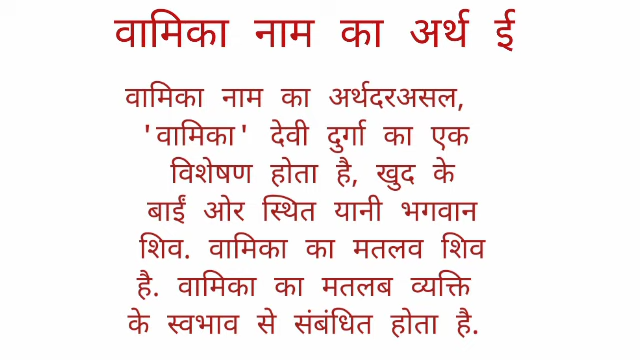 वामिका नाम का अर्थ ई
वामिका नाम का अर्थदरअसल,
'वामिका' देवी दुर्गा का एक
विशेषण होता है, खुद के
बाईं ओर स्थित यानी भगवान
शिव. वामिका का मतलव शिव
है. वामिका का मतलब व्यक्ति
के स्वभाव से संबंधित होता है.